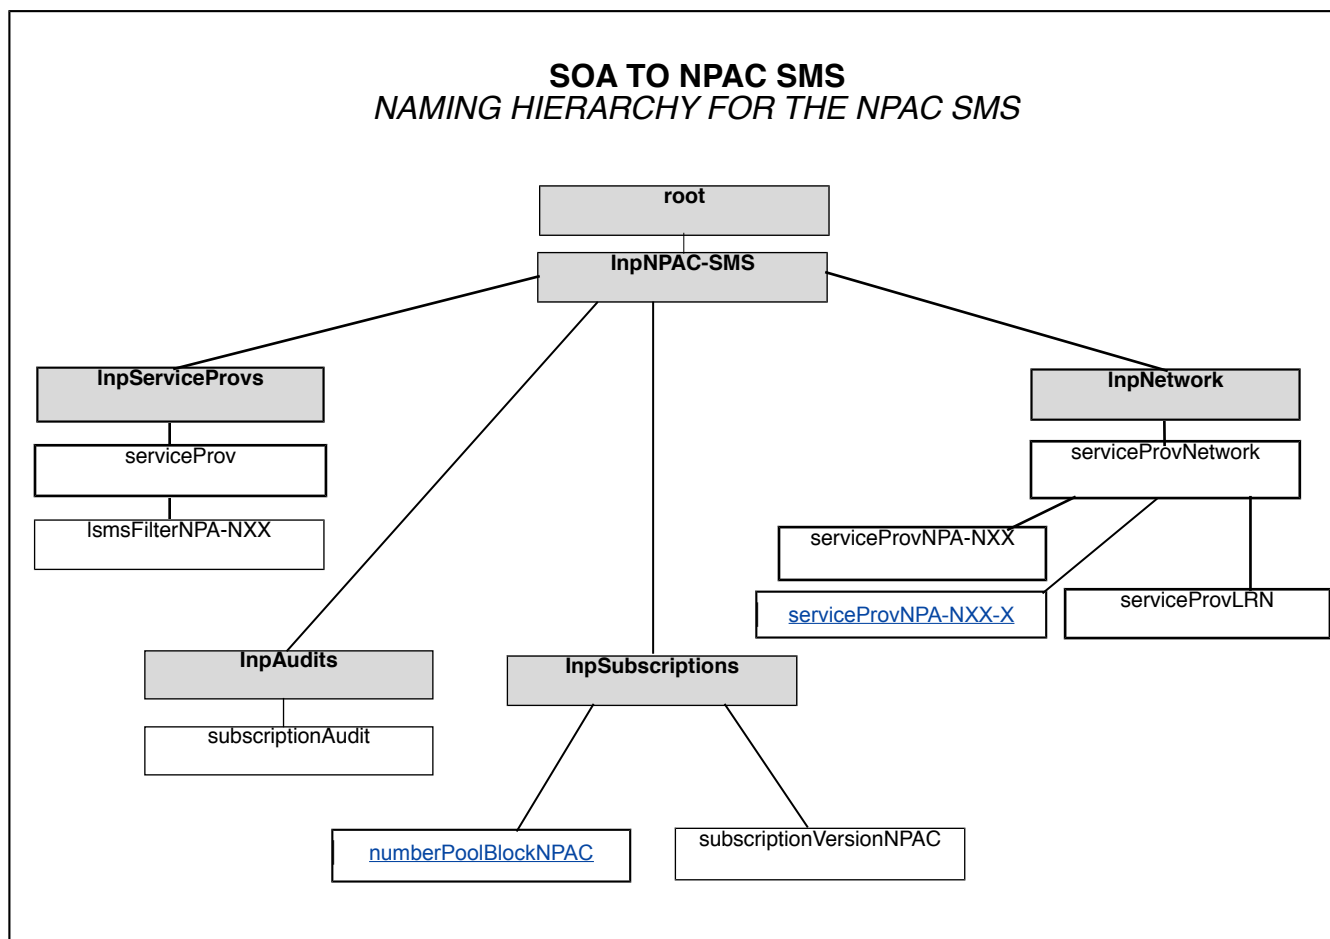 SOA TO NPAC SMS
NAMING HIERARCHY FOR THE NPAC SMS
root
lnpNPAC-SMS
lnpServiceProvs
lnpNetwork
serviceProv
serviceProvNetwork
lsmsFilterNPA-NXX
serviceProvNPA-NXX
serviceProvNPA-NXX-X
serviceProvLRN
lnpAudits
lnpSubscriptions
subscriptionAudit
numberPoolBlockNPAC
subscriptionVersionNPAC